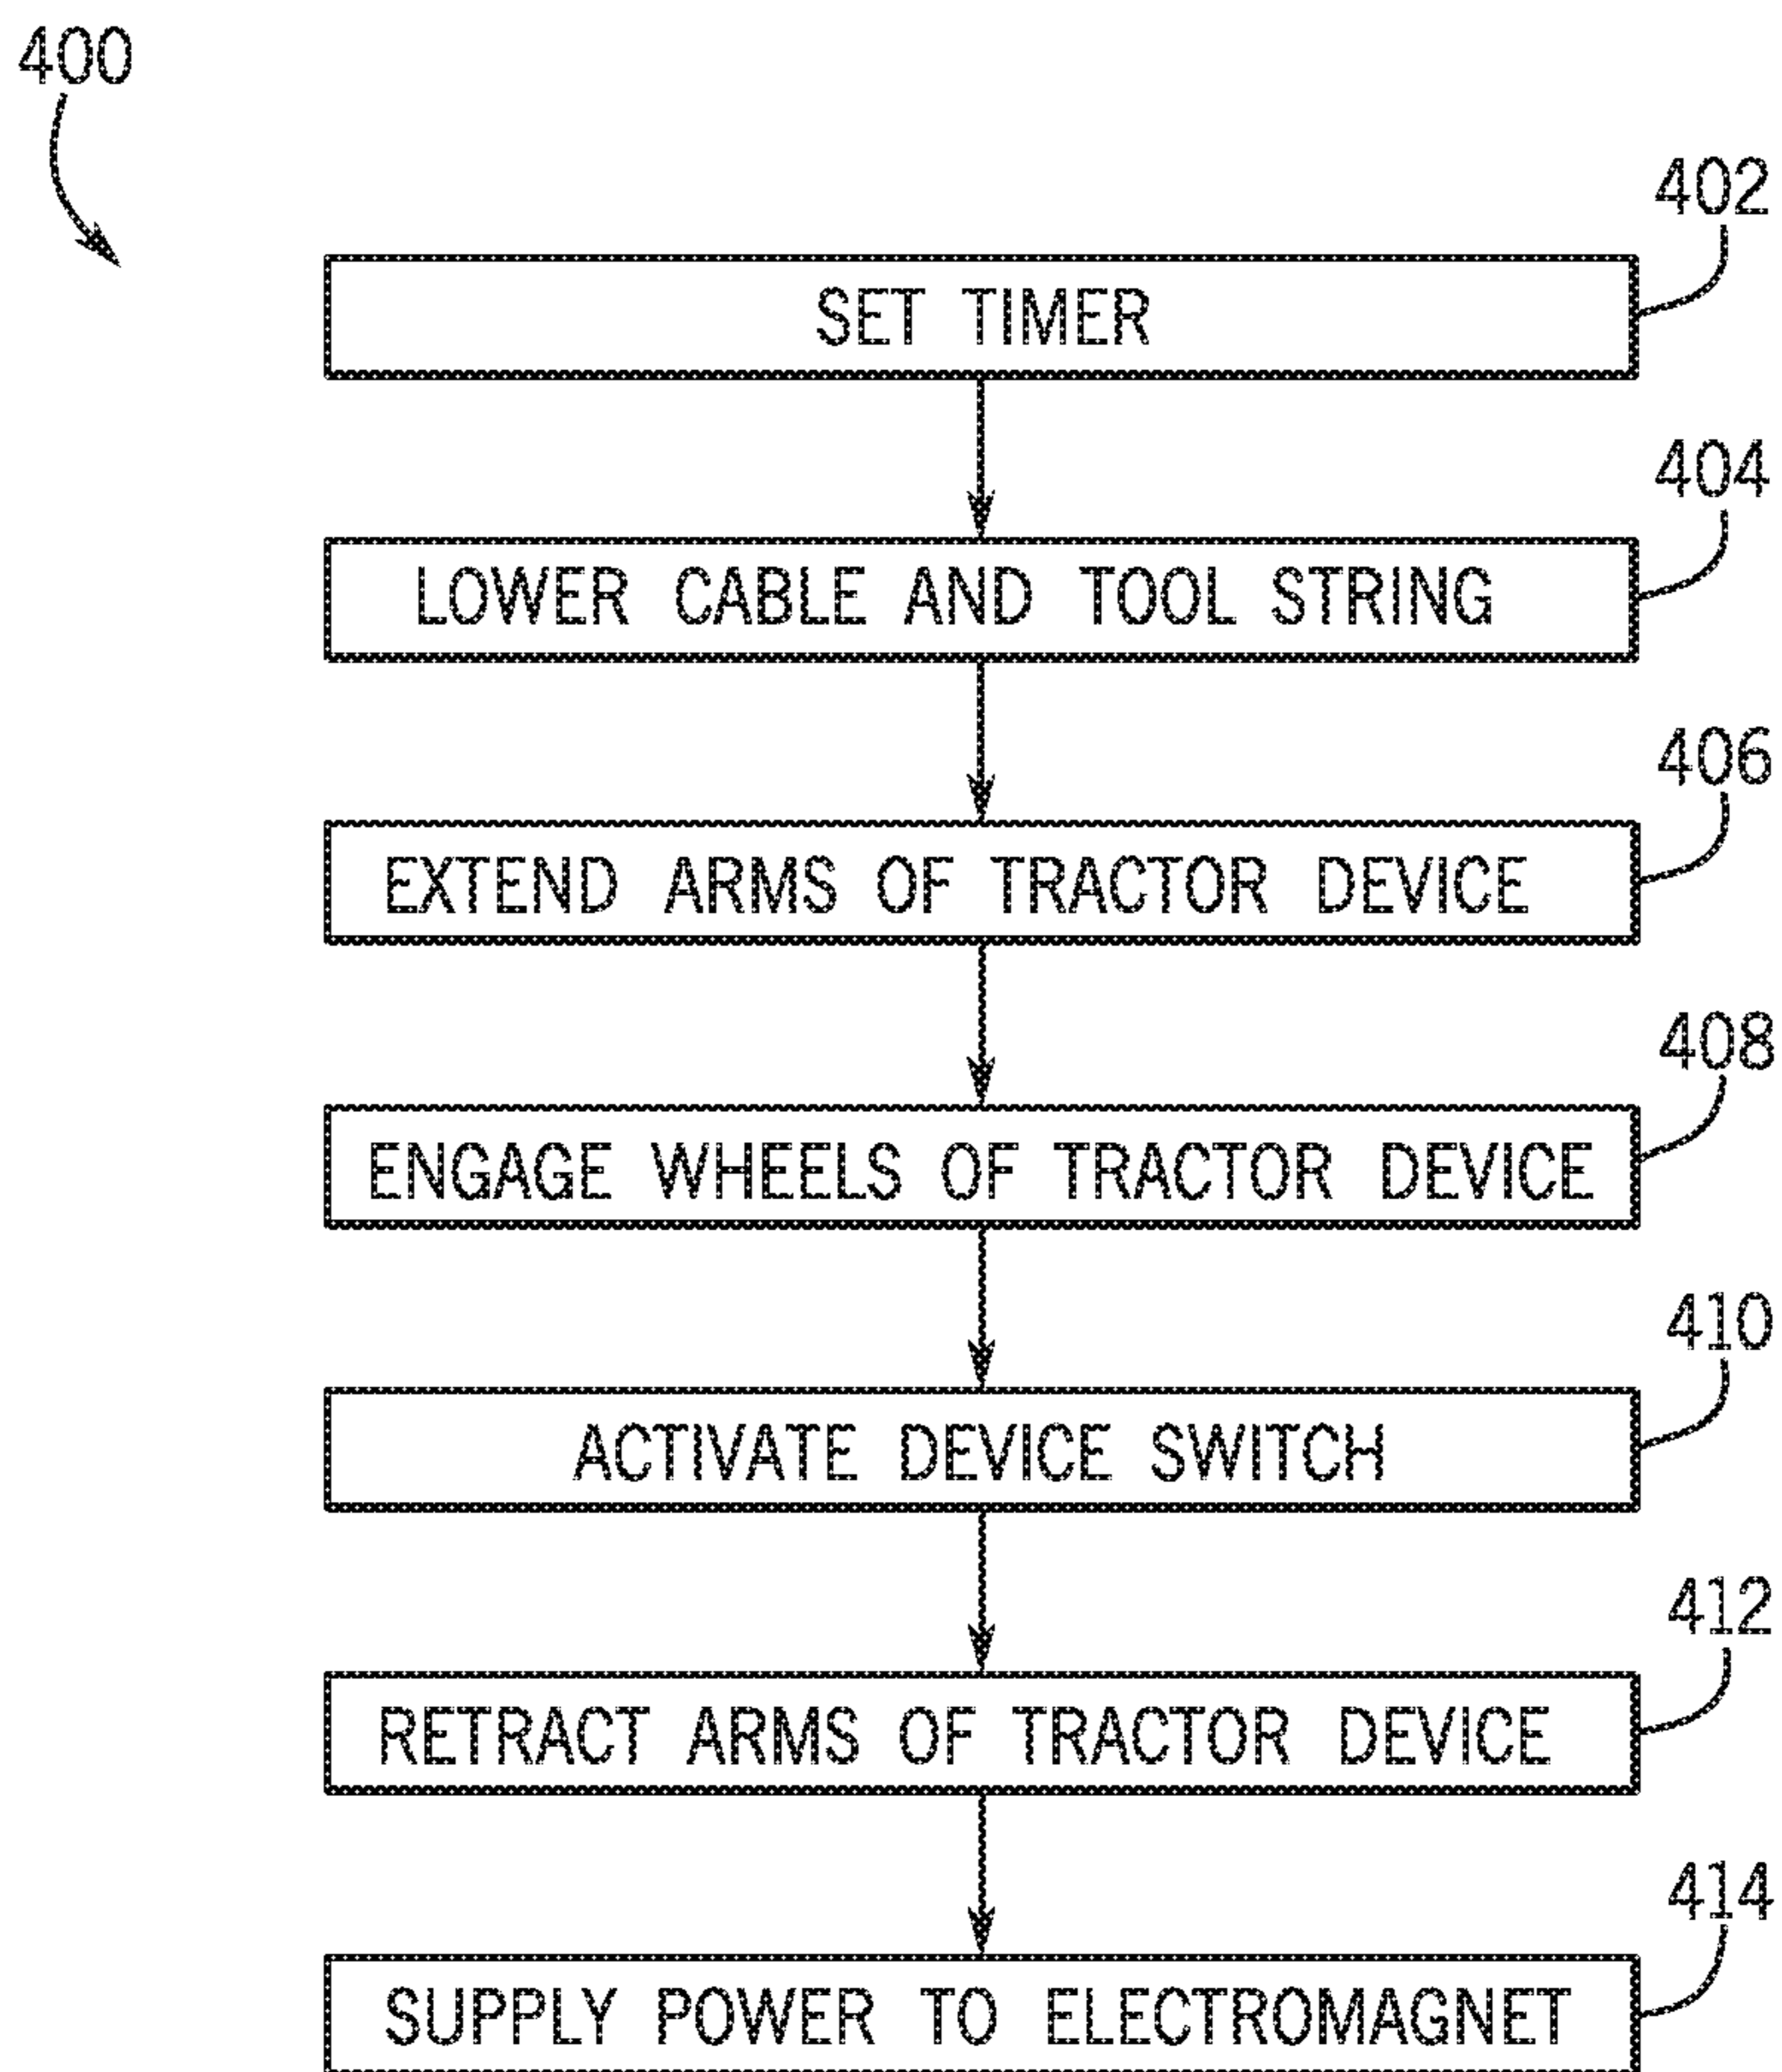 400
402
SET TIMER
404
LOWER CABLE AND TOOL STRING
406
EXTEND ARMS OF TRACTOR DEVICE
408
ENGAGE WHEELS OF TRACTOR DEVICE
410
ACTIVATE DEVICE SWITCH
412
RETRACT ARMS OF TRACTOR DEVICE
414
SUPPLY POWER TO ELECTROMAGNET